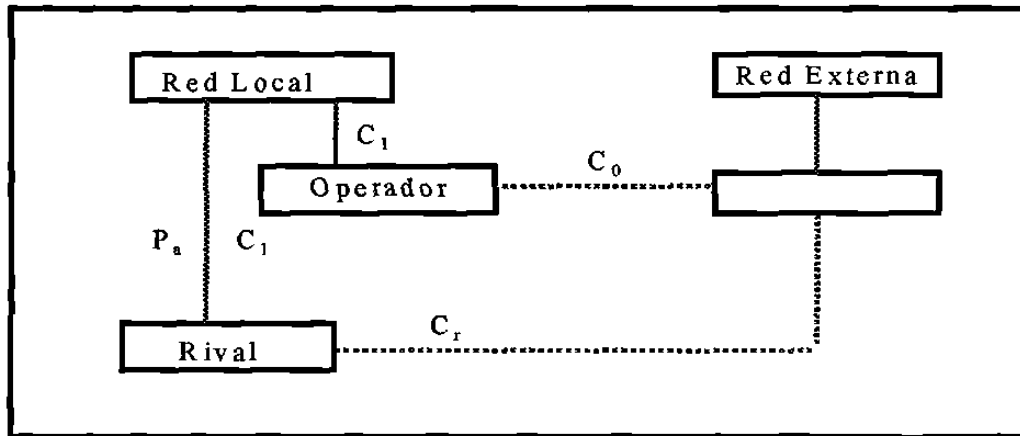 Red Local
Red Externa
C₁
C₀
Operador
Pₐ
C₁
Cᵣ
Rival